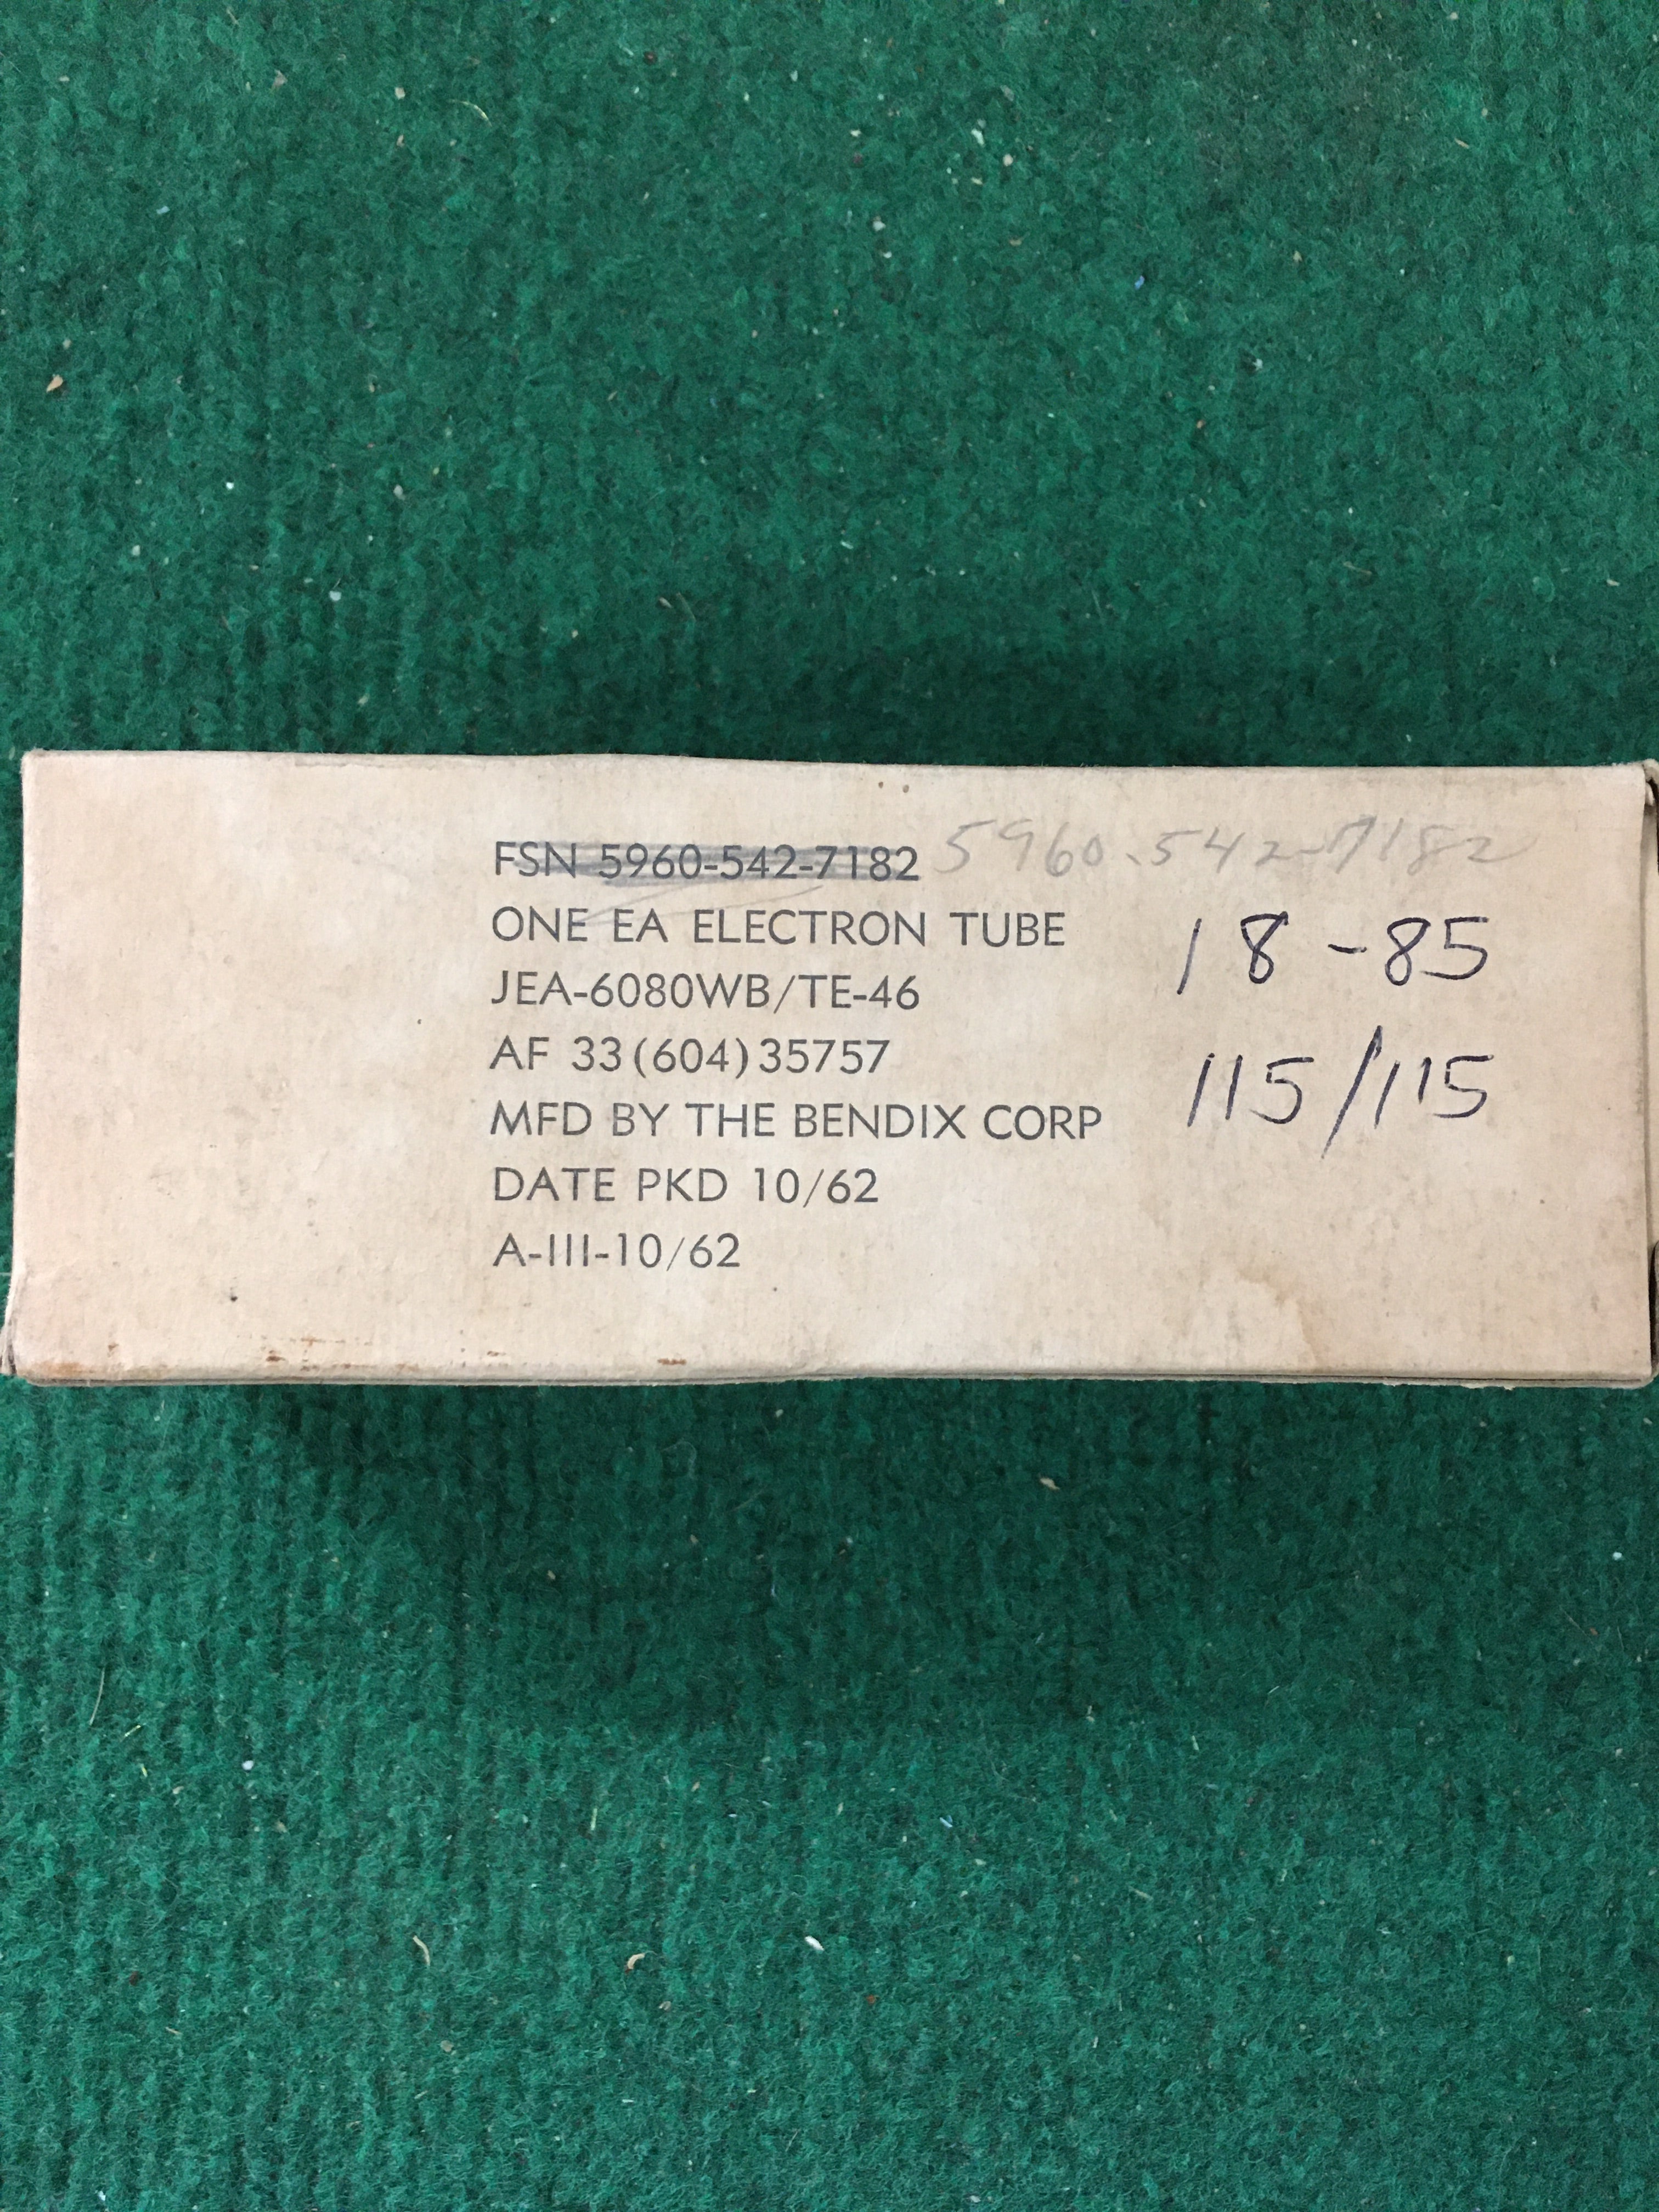 FSN 5960-542-7182 5960-542-7182
ONE EA ELECTRON TUBE 18-85
JEA-6080WB/TE-46
AF 33(604)35757 115/115
MFD BY THE BENDIX CORP
DATE PKD 10/62
A-III-10/62